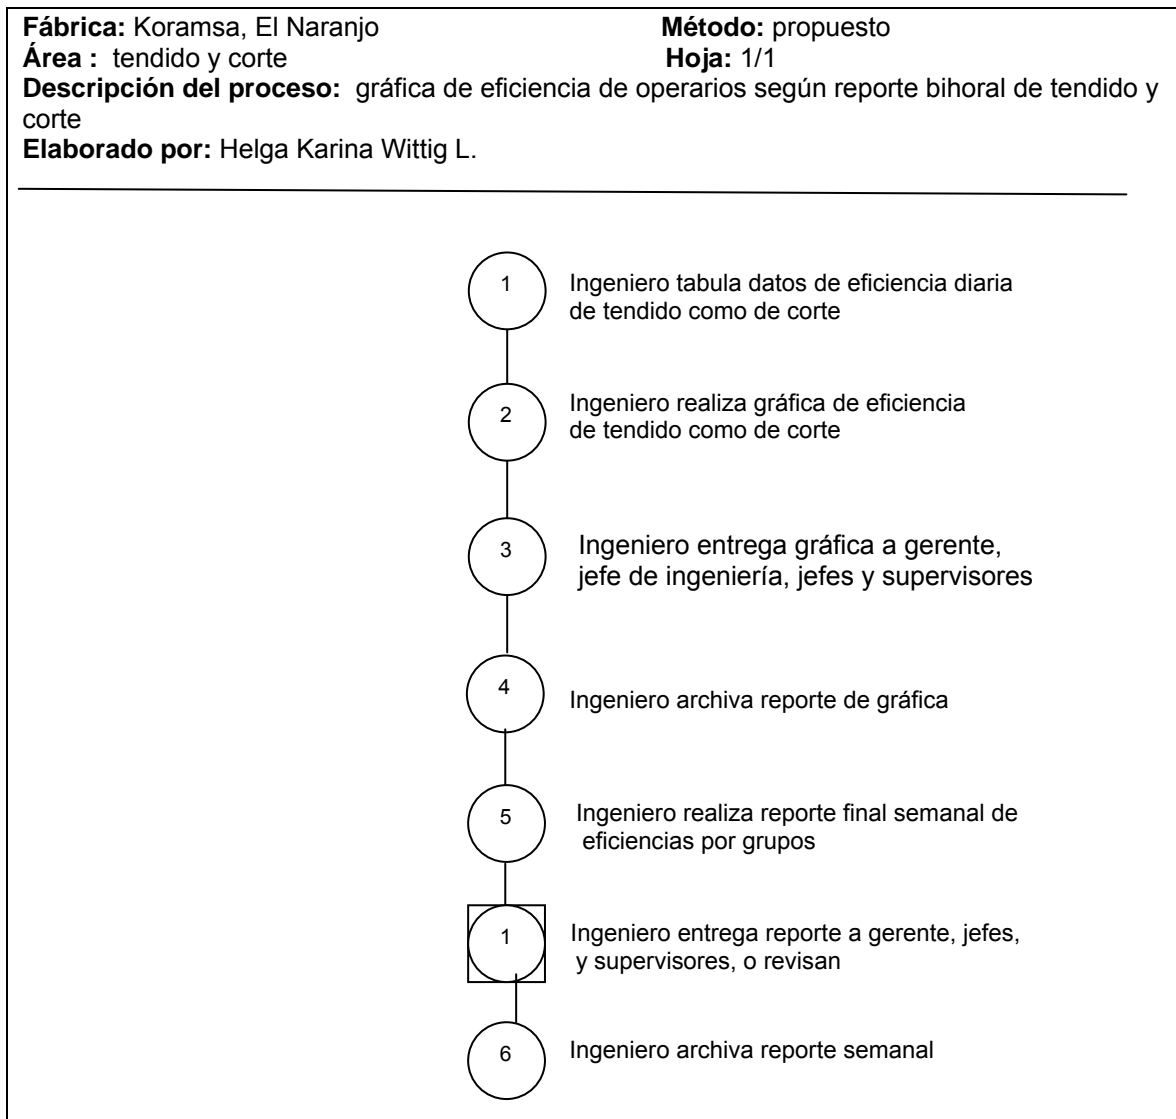 Fábrica: Koramsa, El Naranjo Método: propuesto
Área : tendido y corte Hoja: 1/1
Descripción del proceso: gráfica de eficiencia de operarios según reporte bihoral de tendido y
corte
Elaborado por: Helga Karina Wittig L.
1 Ingeniero tabula datos de eficiencia diaria
de tendido como de corte
2 Ingeniero realiza gráfica de eficiencia
de tendido como de corte
3 Ingeniero entrega gráfica a gerente,
jefe de ingeniería, jefes y supervisores
4 Ingeniero archiva reporte de gráfica
5 Ingeniero realiza reporte final semanal de
eficiencias por grupos
1 Ingeniero entrega reporte a gerente, jefes,
y supervisores, o revisan
6 Ingeniero archiva reporte semanal